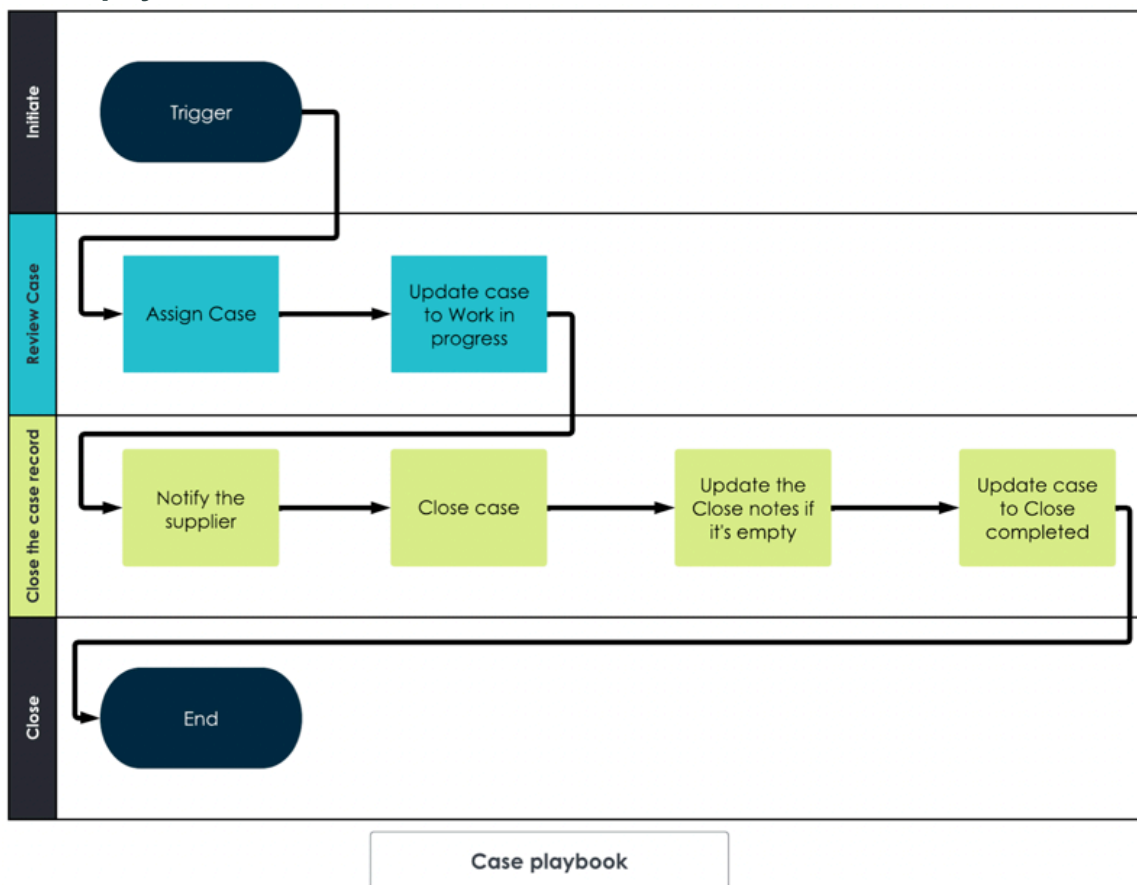 Initiate
Trigger
Review Case
Assign Case
Update case
to Work in
progress
Close the case record
Notify the
supplier
Close case
Update the
Close notes if
it's empty
Update case
to Close
completed
Close
End
Case playbook